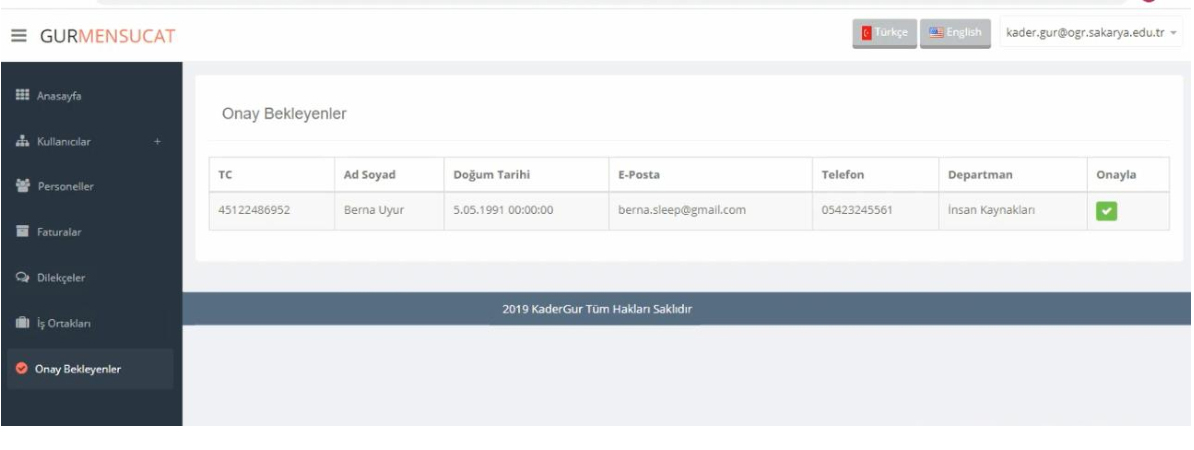 GURMENSUCAT
Türkçe
English
kader.gur@ogr.sakarya.edu.tr
Anasayfa
Kullanıcılar +
Personeller
Faturalar
Dilekçeler
İş Ortakları
Onay Bekleyenler
Onay Bekleyenler
TC Ad Soyad Doğum Tarihi E-Posta Telefon Departman Onayla
45122486952 Berna Uyur 5.05.1991 00:00:00 berna.sleep@gmail.com 05423245561 İnsan Kaynakları
2019 KaderGur Tüm Hakları Saklıdır